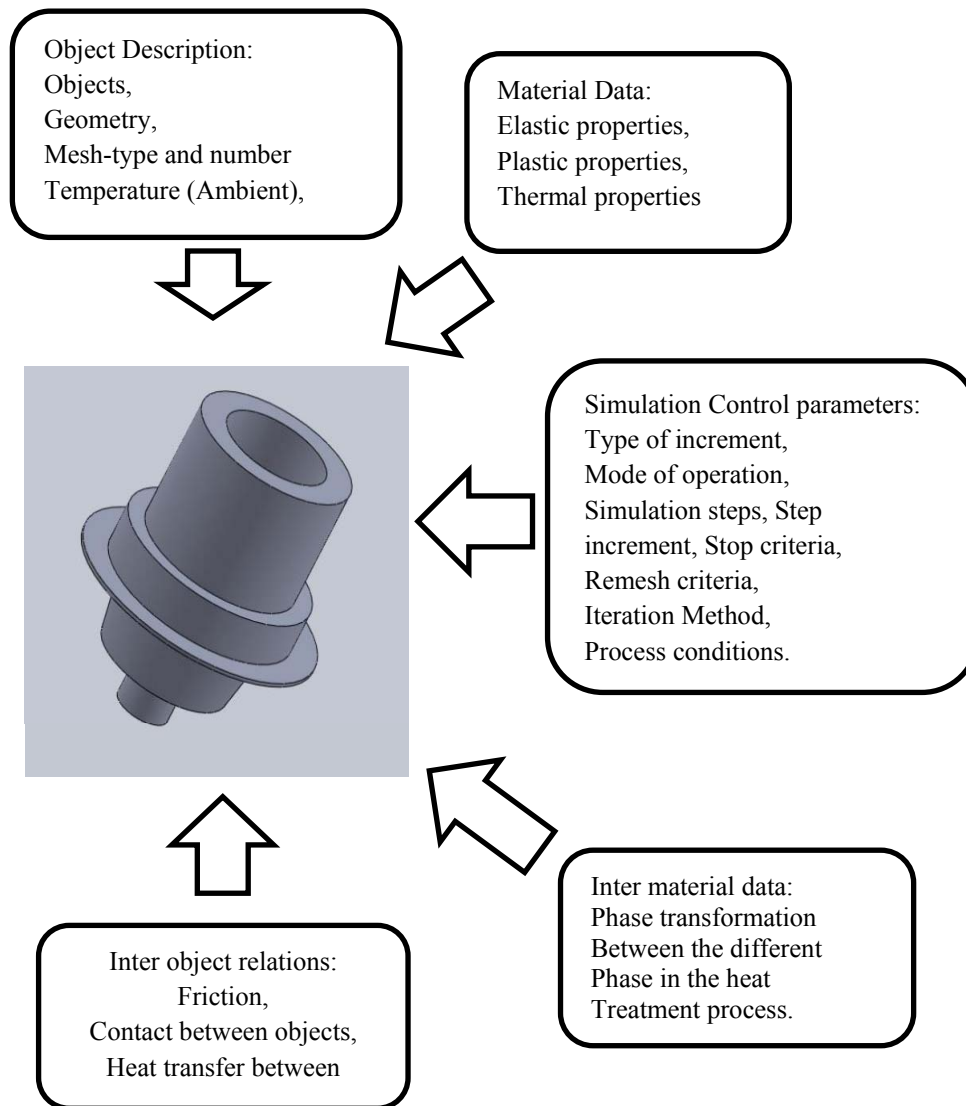 Object Description:
Objects,
Geometry,
Mesh-type and number
Temperature (Ambient),
Material Data:
Elastic properties,
Plastic properties,
Thermal properties
Simulation Control parameters:
Type of increment,
Mode of operation,
Simulation steps, Step
increment, Stop criteria,
Remesh criteria,
Iteration Method,
Process conditions.
Inter material data:
Phase transformation
Between the different
Phase in the heat
Treatment process.
Inter object relations:
Friction,
Contact between objects,
Heat transfer between